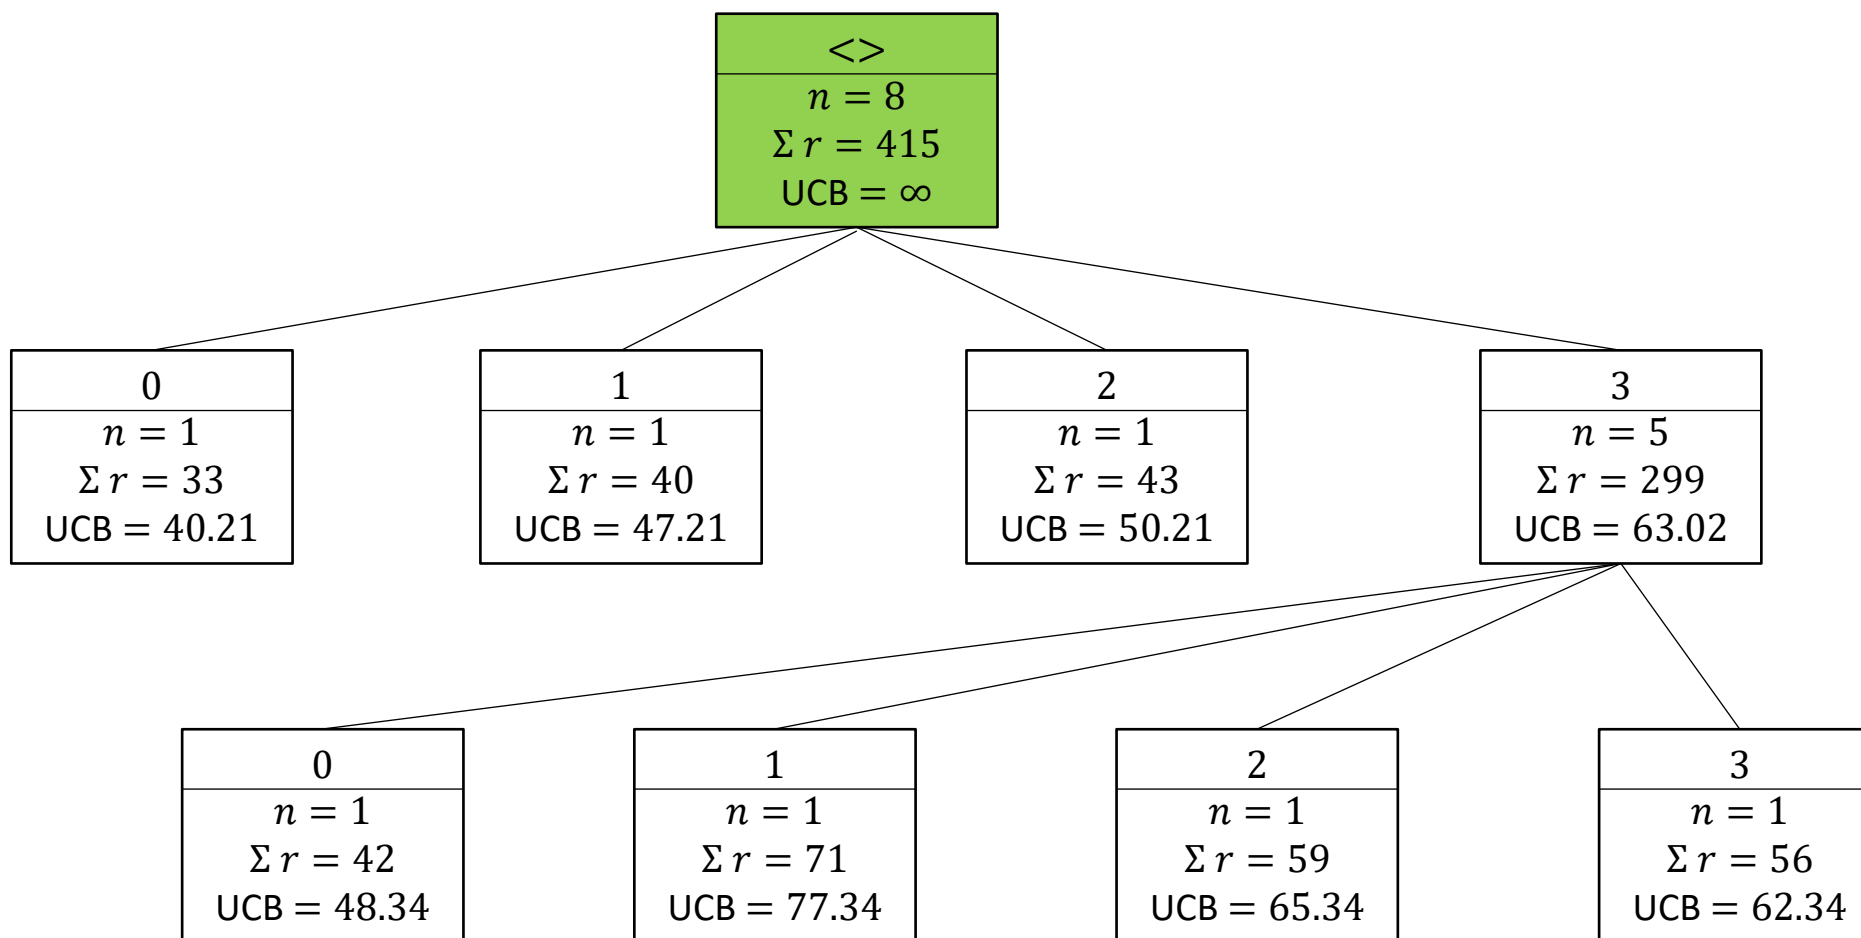 <>
n = 8
Σ r = 415
UCB = ∞
0
n = 1
Σ r = 33
UCB = 40.21
1
n = 1
Σ r = 40
UCB = 47.21
2
n = 1
Σ r = 43
UCB = 50.21
3
n = 5
Σ r = 299
UCB = 63.02
0
n = 1
Σ r = 42
UCB = 48.34
1
n = 1
Σ r = 71
UCB = 77.34
2
n = 1
Σ r = 59
UCB = 65.34
3
n = 1
Σ r = 56
UCB = 62.34